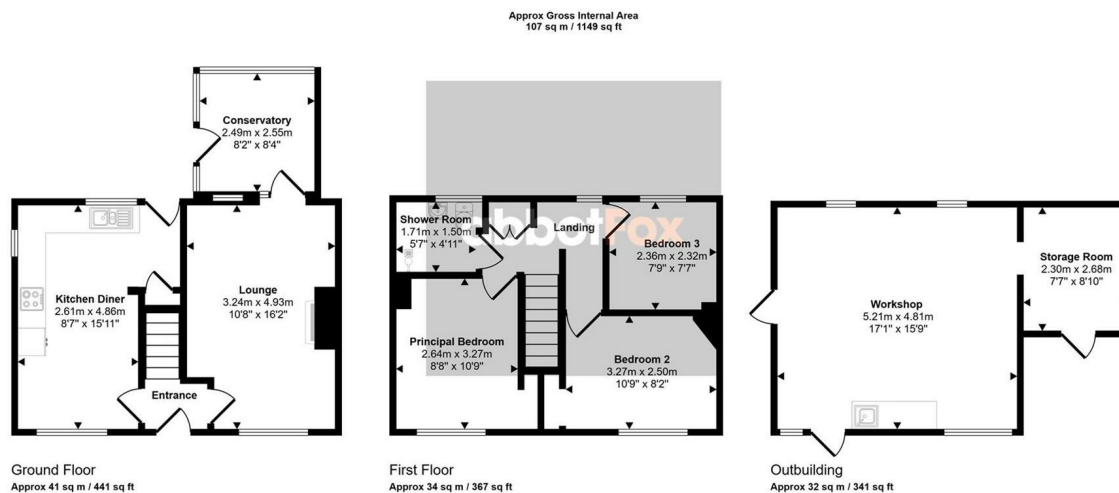 Approx Gross Internal Area
107 sq m / 1149 sq ft
Conservatory
2.49m x 2.55m
8'2" x 8'4"
Kitchen Diner
2.61m x 4.86m
8'7" x 15'11"
Lounge
3.24m x 4.93m
10'8" x 16'2"
Entrance
Ground Floor
Approx 41 sq m / 441 sq ft
abbotFox
Shower Room
1.71m x 1.50m
5'7" x 4'11"
Landing
Bedroom 3
2.36m x 2.32m
7'9" x 7'7"
Principal Bedroom
2.64m x 3.27m
8'8" x 10'9"
Bedroom 2
3.27m x 2.50m
10'9" x 8'2"
First Floor
Approx 34 sq m / 367 sq ft
Workshop
5.21m x 4.81m
17'1" x 15'9"
Storage Room
2.30m x 2.68m
7'7" x 8'10"
Outbuilding
Approx 32 sq m / 341 sq ft